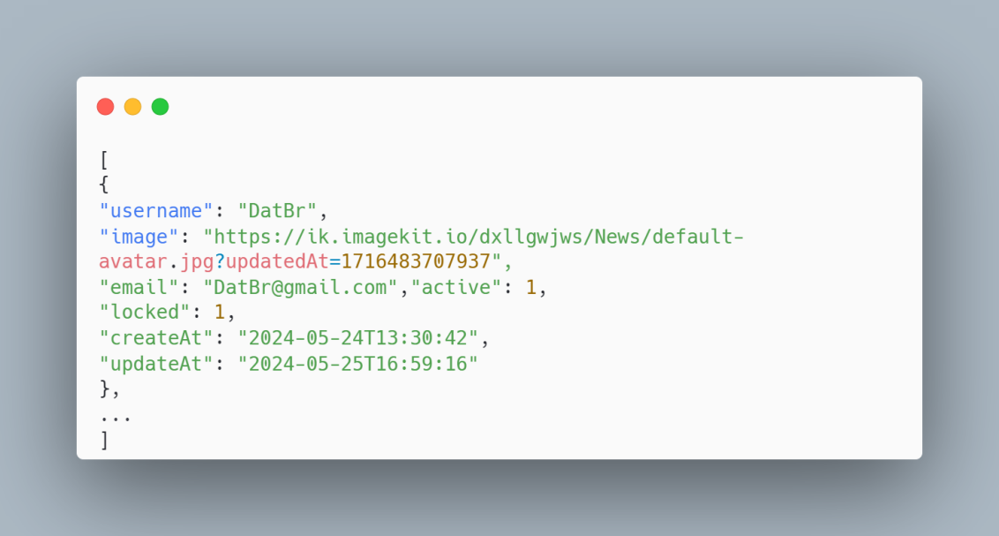 [
{
"username": "DatBr",
"image": "https://ik.imagekit.io/dxllgwjws/News/default-
avatar.jpg?updatedAt=1716483707937",
"email": "DatBr@gmail.com","active": 1,
"locked": 1,
"createAt": "2024-05-24T13:30:42",
"updateAt": "2024-05-25T16:59:16"
},
...
]